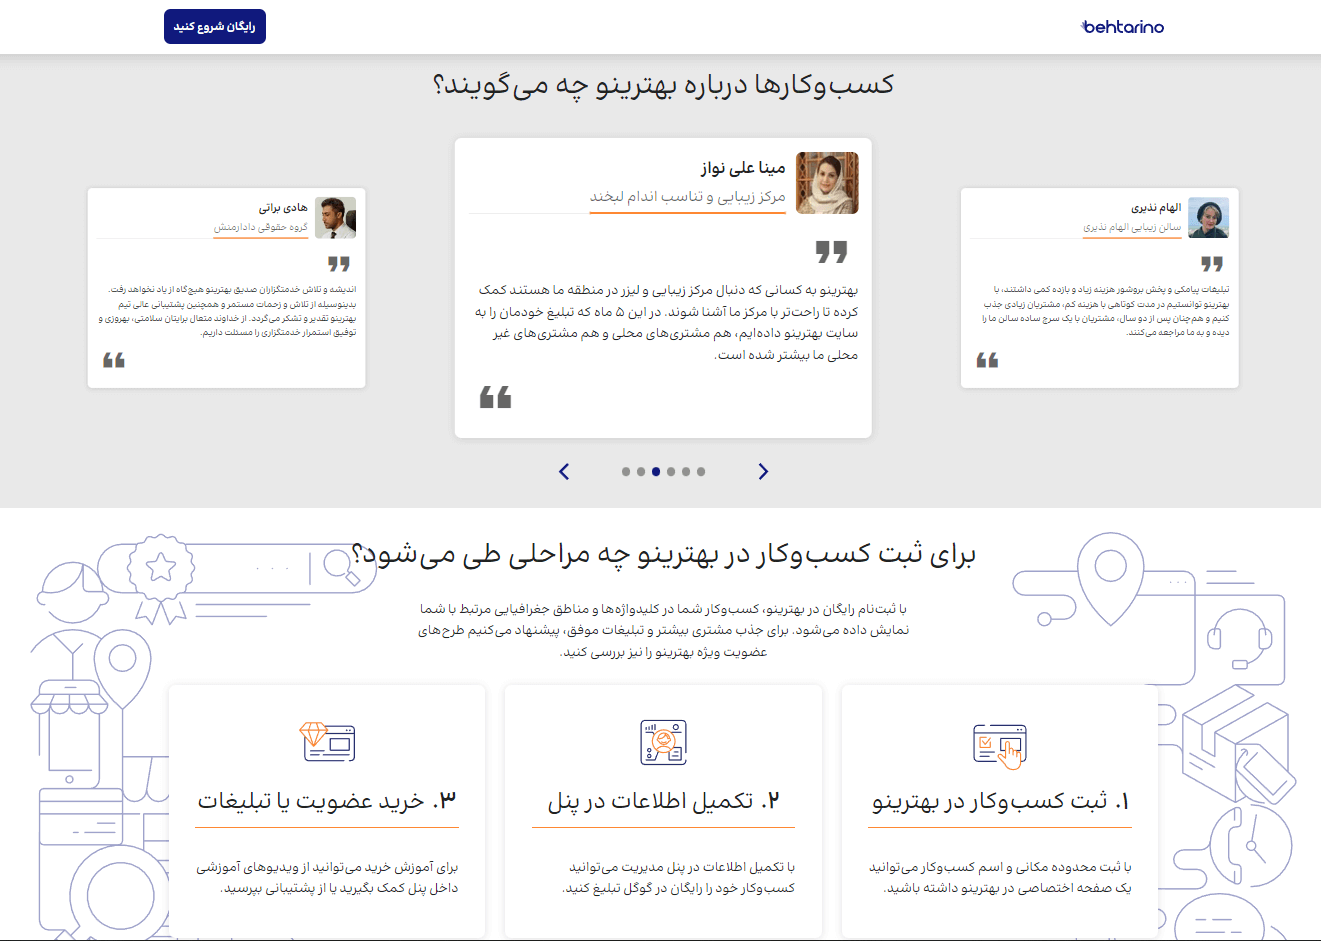 behtarino
رایگان شروع کنید
کسب‌وکارها درباره بهترینو چه می‌گویند؟
الهام نذیری
سالن زیبایی الهام نذیری
تبلیغات پیامکی و پخش بروشور هزینه زیاد و بازده کمی داشتند، با
بهترینو توانستیم در مدت کوتاهی با هزینه کم، مشتریان زیادی جذب
کنیم و هم‌چنان پس از دو سال، مشتریان با یک سرچ ساده سالن ما را
دیده و به ما مراجعه می‌کنند.
مینا علی نواز
مرکز زیبایی و تناسب اندام لبخند
بهترینو به کسانی که دنبال مرکز زیبایی و لیزر در منطقه ما هستند کمک
کرده تا راحت‌تر با مرکز ما آشنا شوند. در این ۵ ماه که تبلیغ خودمان را به
سایت بهترینو داده‌ایم، هم مشتری‌های محلی و هم مشتری‌های غیر
محلی ما بیشتر شده است.
هادی براتی
گروه حقوقی دادارمنش
اندیشه و تلاش خدمتگزاران صدیق بهترینو هیچ‌گاه از یاد نخواهد رفت.
بدینوسیله از تلاش و زحمات مستمر و همچنین پشتیبانی عالی تیم
بهترینو تقدیر و تشکر می‌گردد. از خداوند متعال برایتان سلامتی، بهروزی و
توفیق استمرار خدمتگزاری را مسئلت داریم.
برای ثبت کسب‌وکار در بهترینو چه مراحلی طی می‌شود؟
با ثبت‌نام رایگان در بهترینو، کسب‌وکار شما در کلیدواژه‌ها و مناطق جغرافیایی مرتبط با شما
نمایش داده می‌شود. برای جذب مشتری بیشتر و تبلیغات موفق، پیشنهاد می‌کنیم طرح‌های
عضویت ویژه بهترینو را نیز بررسی کنید.
۱. ثبت کسب‌وکار در بهترینو
با ثبت محدوده مکانی و اسم کسب‌وکار می‌توانید
یک صفحه اختصاصی در بهترینو داشته باشید.
۲. تکمیل اطلاعات در پنل
با تکمیل اطلاعات در پنل مدیریت می‌توانید
کسب‌وکار خود را رایگان در گوگل تبلیغ کنید.
۳. خرید عضویت یا تبلیغات
برای آموزش خرید می‌توانید از ویدیوهای آموزشی
داخل پنل کمک بگیرید یا از پشتیبانی بپرسید.